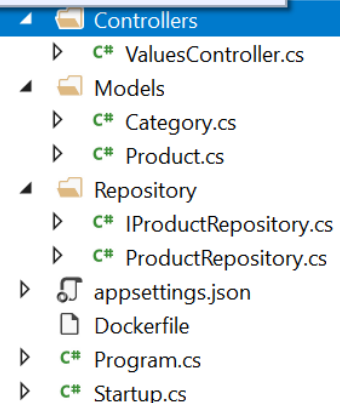 Controllers
C# ValuesController.cs
Models
C# Category.cs
C# Product.cs
Repository
C# IProductRepository.cs
C# ProductRepository.cs
appsettings.json
Dockerfile
C# Program.cs
C# Startup.cs